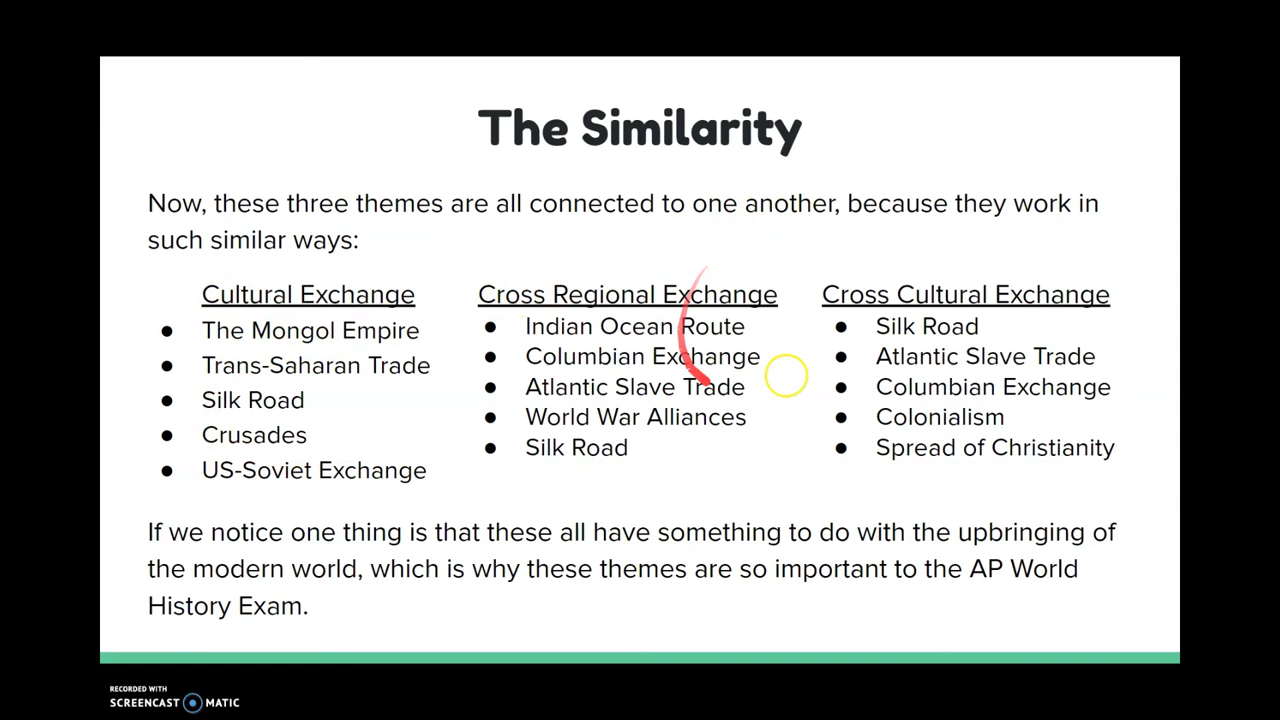 The Similarity
Now, these three themes are all connected to one another, because they work in
such similar ways:
Cultural Exchange
● The Mongol Empire
● Trans-Saharan Trade
● Silk Road
● Crusades
● US-Soviet Exchange
Cross Regional Exchange
● Indian Ocean Route
● Columbian Exchange
● Atlantic Slave Trade
● World War Alliances
● Silk Road
Cross Cultural Exchange
● Silk Road
● Atlantic Slave Trade
● Columbian Exchange
● Colonialism
● Spread of Christianity
If we notice one thing is that these all have something to do with the upbringing of
the modern world, which is why these themes are so important to the AP World
History Exam.
RECORDED WITH
SCREENCAST MATIC